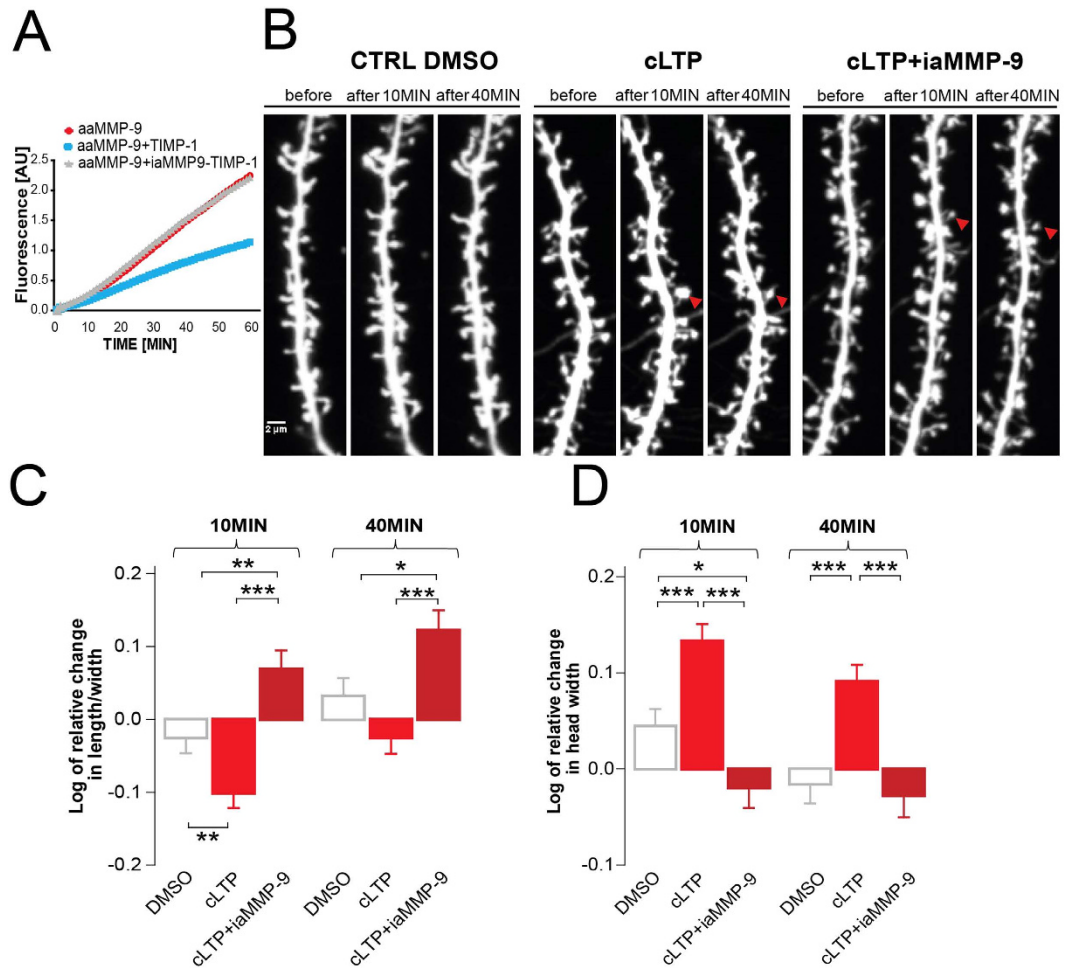 A
aaMMP-9
aaMMP-9+TIMP-1
aaMMP-9+iaMMP9-TIMP-1
Fluorescence [AU]
2.5
2.0
1.5
1.0
0.5
0.0
0 10 20 30 40 50 60
TIME [MIN]
B
CTRL DMSO cLTP cLTP+iaMMP-9
before after 10MIN after 40MIN before after 10MIN after 40MIN before after 10MIN after 40MIN
2 µm
C
10MIN 40MIN
** *
*** ***
Log of relative change
in length/width
0.2
0.1
0.0
-0.1
-0.2
**
DMSO cLTP cLTP+iaMMP-9 DMSO cLTP cLTP+iaMMP-9
D
10MIN 40MIN
*
*** *** *** ***
Log of relative change
in head width
0.2
0.1
0.0
-0.1
DMSO cLTP cLTP+iaMMP-9 DMSO cLTP cLTP+iaMMP-9